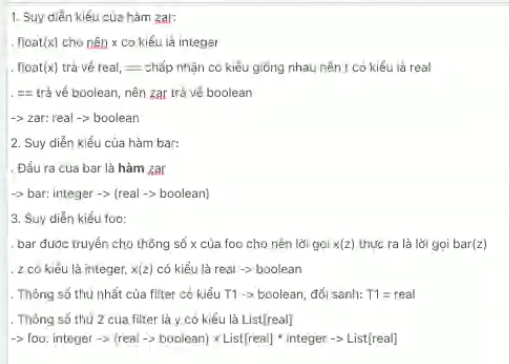 1. Suy diễn kiểu của hàm zar:
. float(x) cho nên x có kiểu là integer
. float(x) trả về real, == chấp nhận có kiểu giống nhau nên t có kiểu là real
. == trả về boolean, nên zar trả về boolean
-> zar: real -> boolean
2. Suy diễn kiểu của hàm bar:
. Đầu ra của bar là hàm zar
-> bar: integer -> (real -> boolean)
3. Suy diễn kiểu foo:
. bar được truyền cho thông số x của foo cho nên lời gọi x(z) thực ra là lời gọi bar(z)
. z có kiểu là integer, x(z) có kiểu là real -> boolean
. Thông số thứ nhất của filter có kiểu T1 -> boolean, đối sánh: T1 = real
. Thông số thứ 2 của filter là y có kiểu là List[real]
-> foo: integer -> (real -> boolean) x List[real] * integer -> List[real]